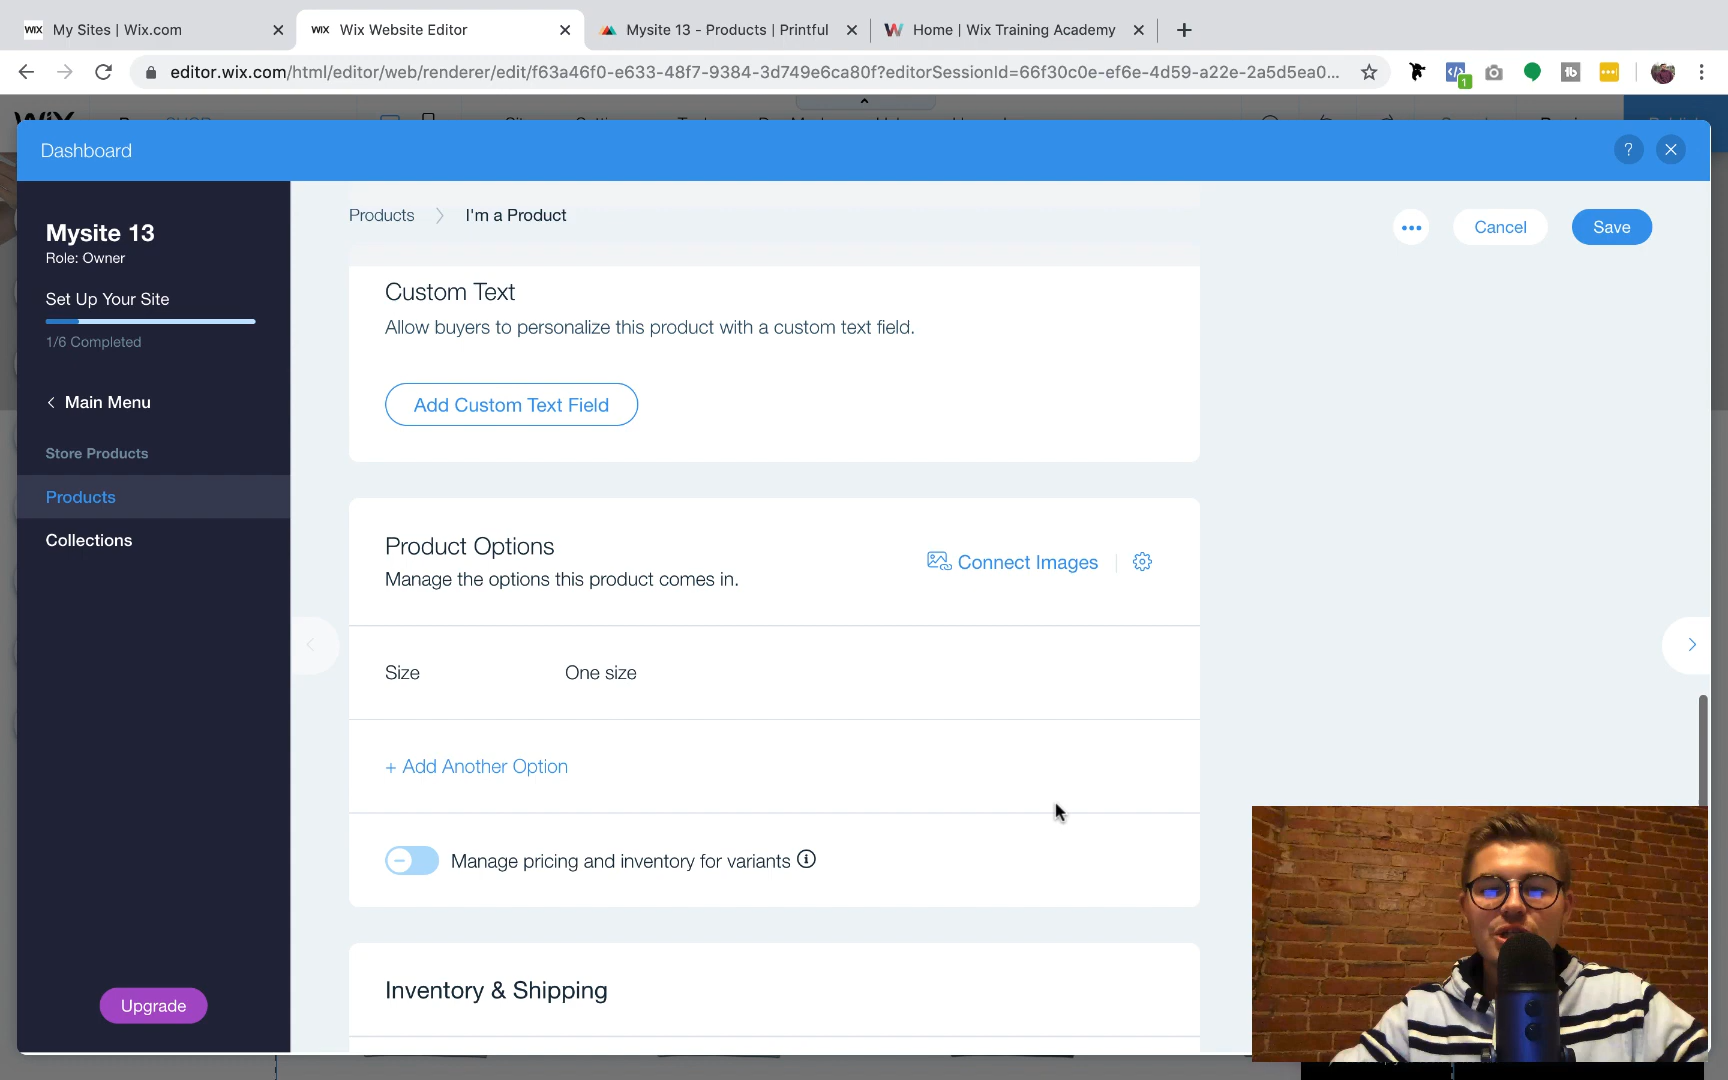 WIX My Sites | Wix.com
WIX Wix Website Editor
Mysite 13 - Products | Printful
Home | Wix Training Academy
editor.wix.com/html/editor/web/renderer/edit/f63a46f0-e633-48f7-9384-3d749e6ca80f?editorSessionId=66f30c0e-ef6e-4d59-a22e-2a5d5ea0...
1
Dashboard
?
Mysite 13
Role: Owner
Set Up Your Site
1/6 Completed
Main Menu
Store Products
Products
Collections
Upgrade
Products
I'm a Product
Cancel
Save
Custom Text
Allow buyers to personalize this product with a custom text field.
Add Custom Text Field
Product Options
Manage the options this product comes in.
Connect Images
Size
One size
+ Add Another Option
Manage pricing and inventory for variants
Inventory & Shipping